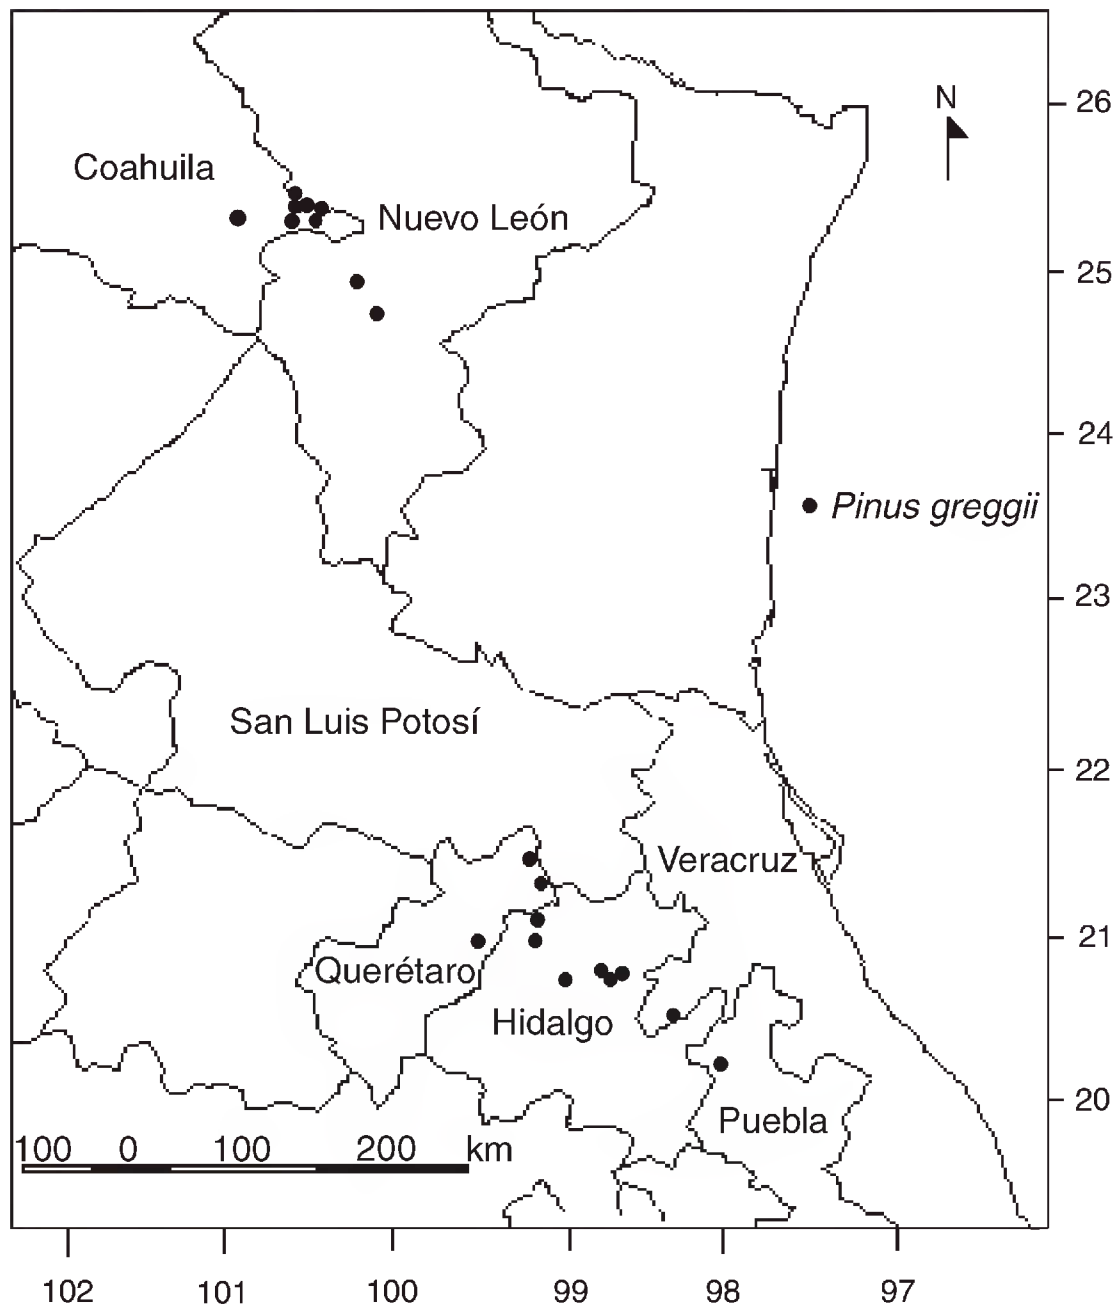 N
26
Coahuila
Nuevo León
25
24
Pinus greggii
23
San Luis Potosí
22
Veracruz
21
Querétaro
Hidalgo
20
Puebla
100 0 100 200 km
102 101 100 99 98 97